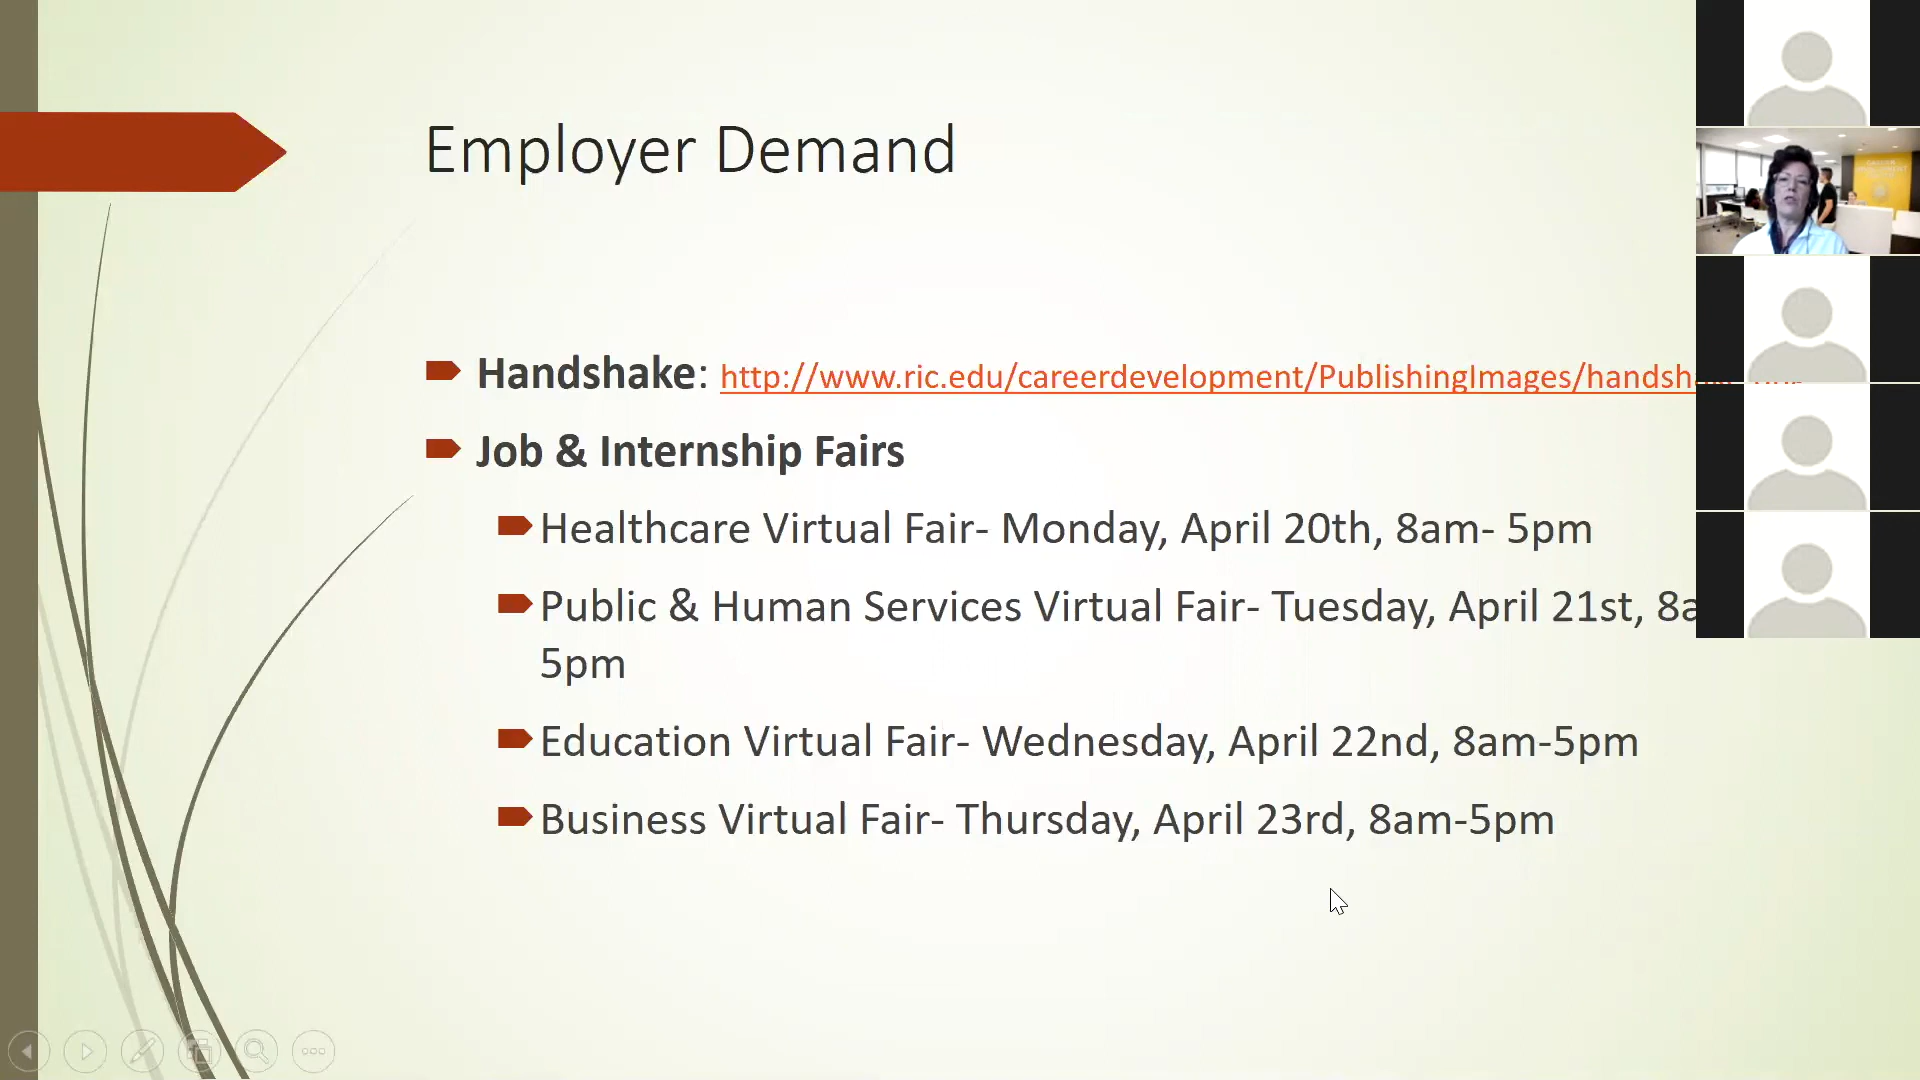 Employer Demand
Handshake: http://www.ric.edu/careerdevelopment/PublishingImages/handsh
Job & Internship Fairs
Healthcare Virtual Fair- Monday, April 20th, 8am- 5pm
Public & Human Services Virtual Fair- Tuesday, April 21st, 8a
5pm
Education Virtual Fair- Wednesday, April 22nd, 8am-5pm
Business Virtual Fair- Thursday, April 23rd, 8am-5pm